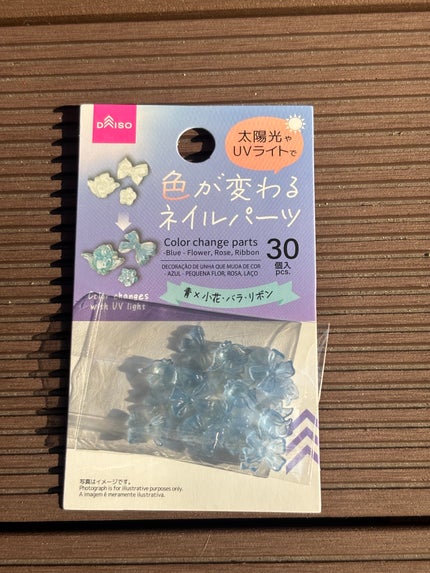 DAISO
太陽光や
UVライトで
色が変わる
ネイルパーツ
Color change parts
-Blue - Flower, Rose, Ribbon
DECORAÇÃO DE UNHA QUE MUDA DE COR
- AZUL - PEQUENA FLOR, ROSA, LAÇO
30
個入
pcs.
青×小花・バラ・リボン
Color changes
with UV light
写真はイメージです。
Photograph is for illustrative purposes only.
A imagem é meramente ilustrativa.